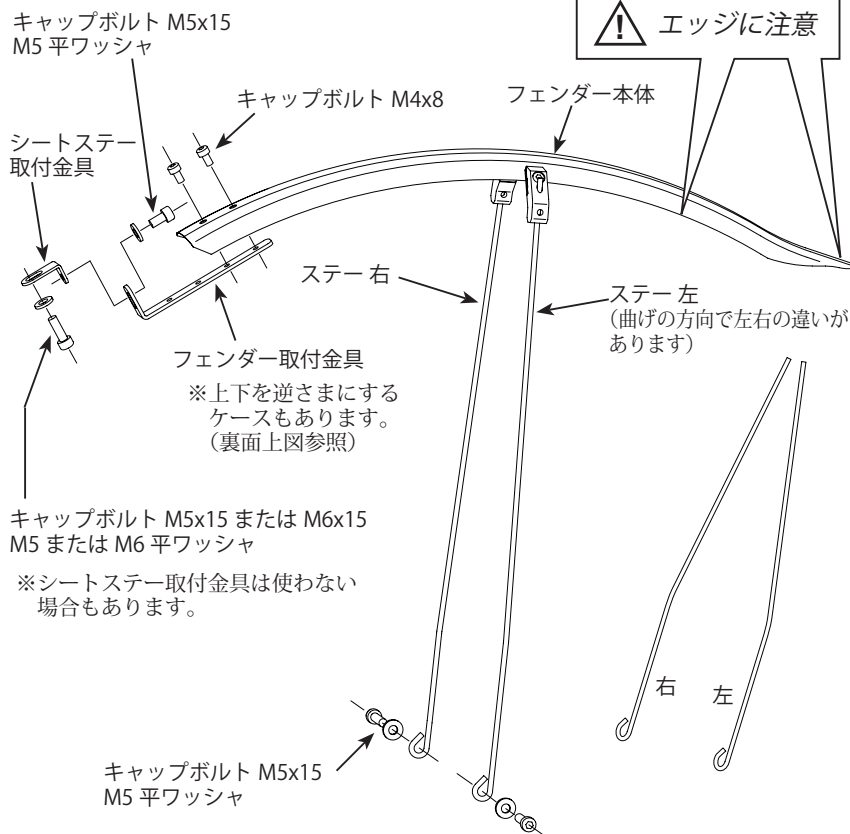 キャップボルト M5x15
M5 平ワッシャ
エッジに注意
キャップボルト M4x8
フェンダー本体
シートステー
取付金具
ステー 右
ステー 左
(曲げの方向で左右の違いが
あります)
フェンダー取付金具
※上下を逆さまにする
ケースもあります。
(裏面上図参照)
キャップボルト M5x15 または M6x15
M5 または M6 平ワッシャ
※シートステー取付金具は使わない
場合もあります。
右
左
キャップボルト M5x15
M5 平ワッシャ